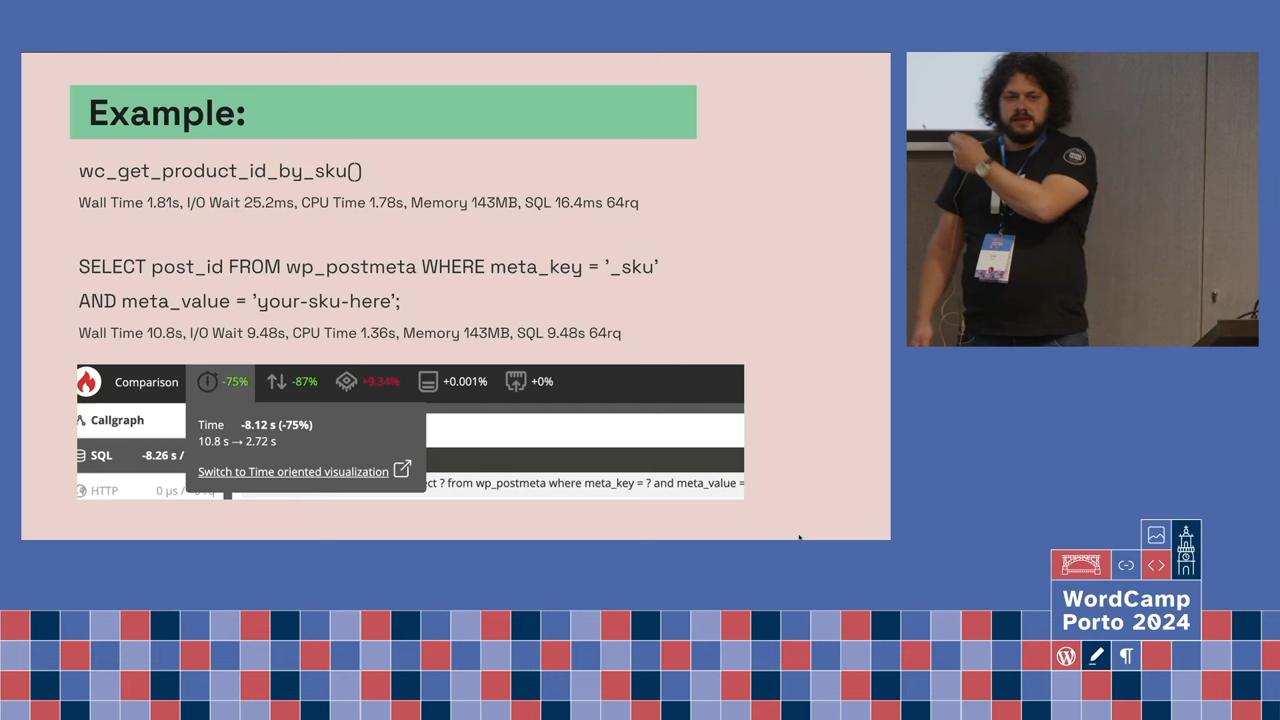 Example:
wc_get_product_id_by_sku()
Wall Time 1.81s, I/O Wait 25.2ms, CPU Time 1.78s, Memory 143MB, SQL 16.4ms 64rq
SELECT post_id FROM wp_postmeta WHERE meta_key = '_sku'
AND meta_value = 'your-sku-here';
Wall Time 10.8s, I/O Wait 9.48s, CPU Time 1.36s, Memory 143MB, SQL 9.48s 64rq
Comparison -75% -87% +9.34% +0.001% +0%
Callgraph
Time -8.12 s (-75%)
10.8 s → 2.72 s
SQL -8.26 s /
Switch to Time oriented visualization
HTTP 0 µs /
ct ? from wp_postmeta where meta_key = ? and meta_value =
WordCamp
Porto 2024